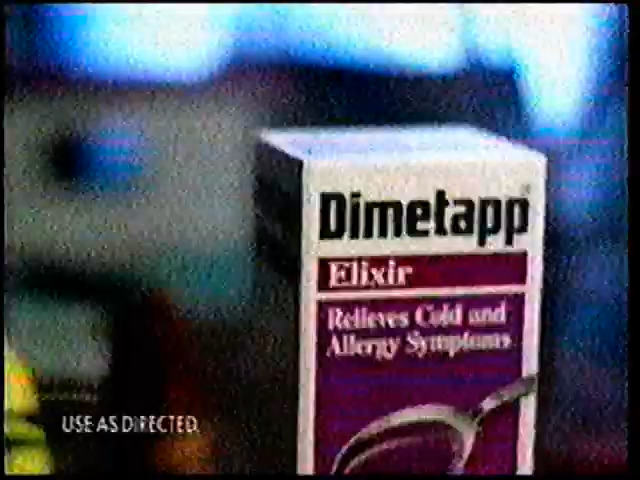 Dimetapp
Elixir
Relieves Cold and
Allergy Symptoms
USE AS DIRECTED.